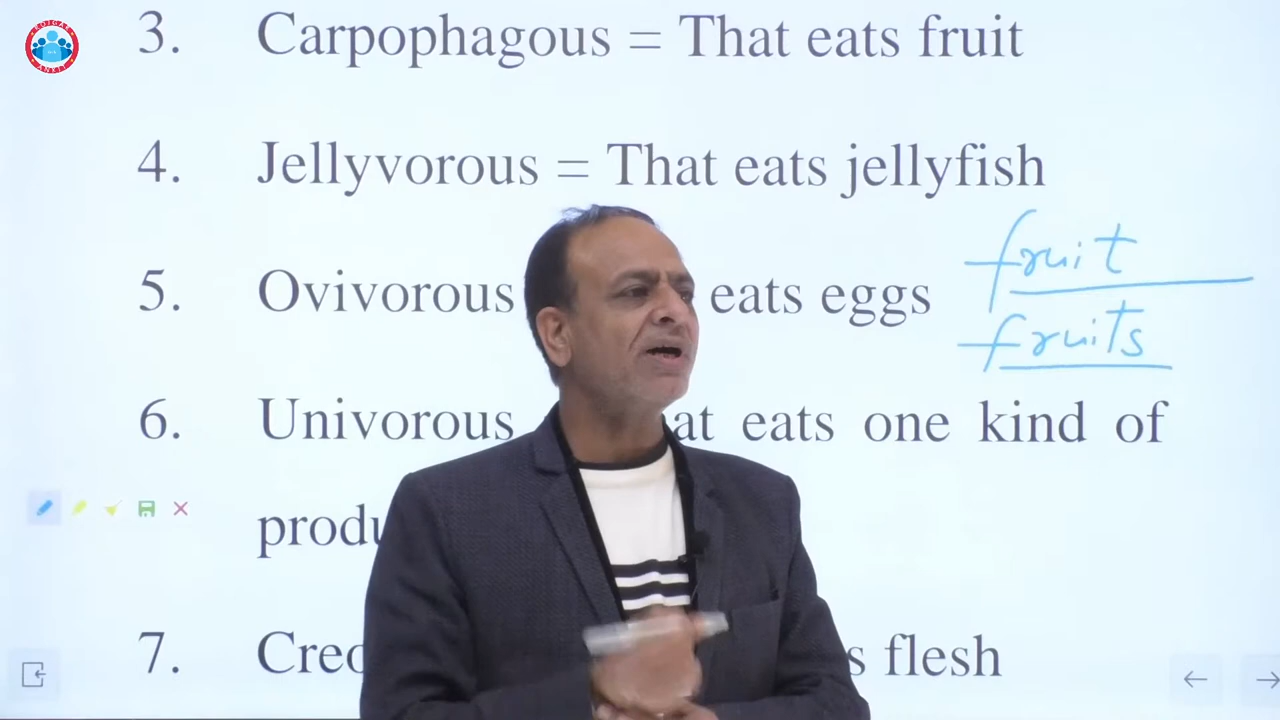 3. Carpophagous = That eats fruit
4. Jellyvorous = That eats jellyfish
fruit
5. Ovivorous eats eggs
fruits
6. Univorous at eats one kind of
produ
7. Creo s flesh